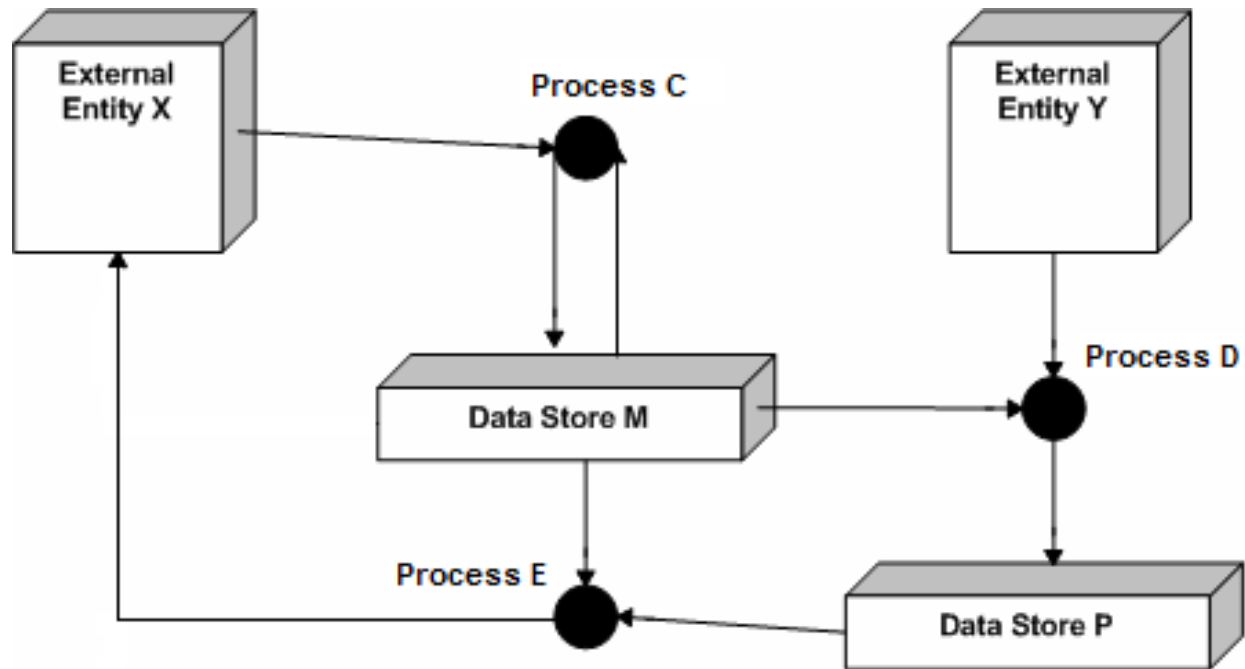 External
Entity X
Process C
External
Entity Y
Process D
Data Store M
Process E
Data Store P